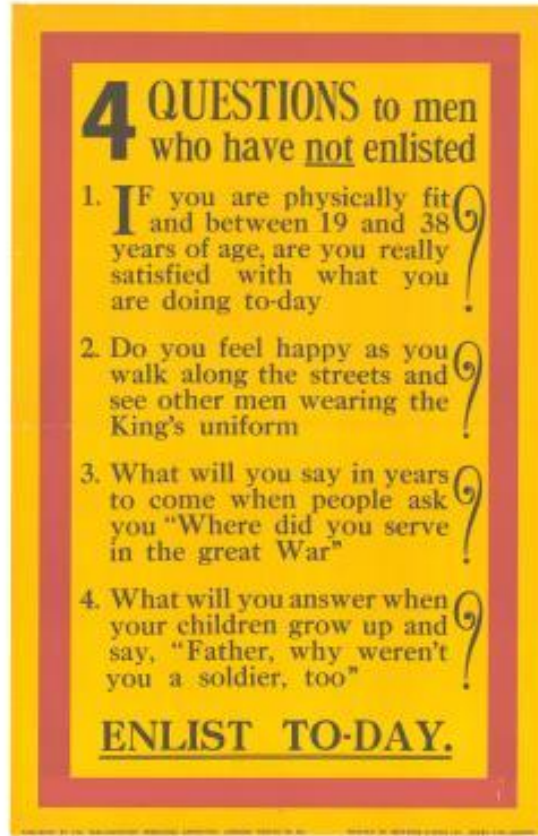 4 QUESTIONS to men
who have not enlisted
1. IF you are physically fit
and between 19 and 38
years of age, are you really
satisfied with what you
are doing to-day ?
2. Do you feel happy as you
walk along the streets and
see other men wearing the
King's uniform ?
3. What will you say in years
to come when people ask
you "Where did you serve
in the great War" ?
4. What will you answer when
your children grow up and
say, "Father, why weren't
you a soldier, too" ?
ENLIST TO-DAY.